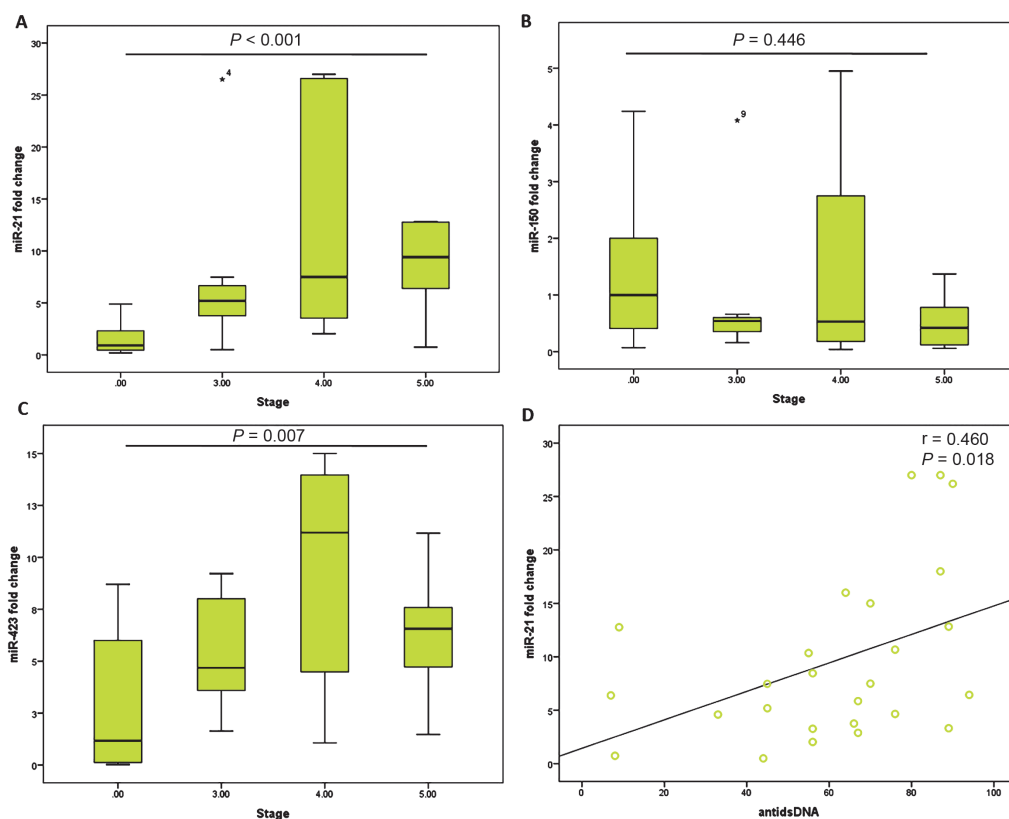 A
P < 0.001
miR-21 fold change
30
25
20
15
10
5
0
*4
.00
3.00
4.00
5.00
Stage
B
P = 0.446
miR-150 fold change
5
4
3
2
1
0
*9
.00
3.00
4.00
5.00
Stage
C
P = 0.007
miR-423 fold change
15
13
10
8
5
3
0
.00
3.00
4.00
5.00
Stage
D
r = 0.460
P = 0.018
miR-21 fold change
30
25
20
15
10
5
0
0
20
40
60
80
100
antidsDNA